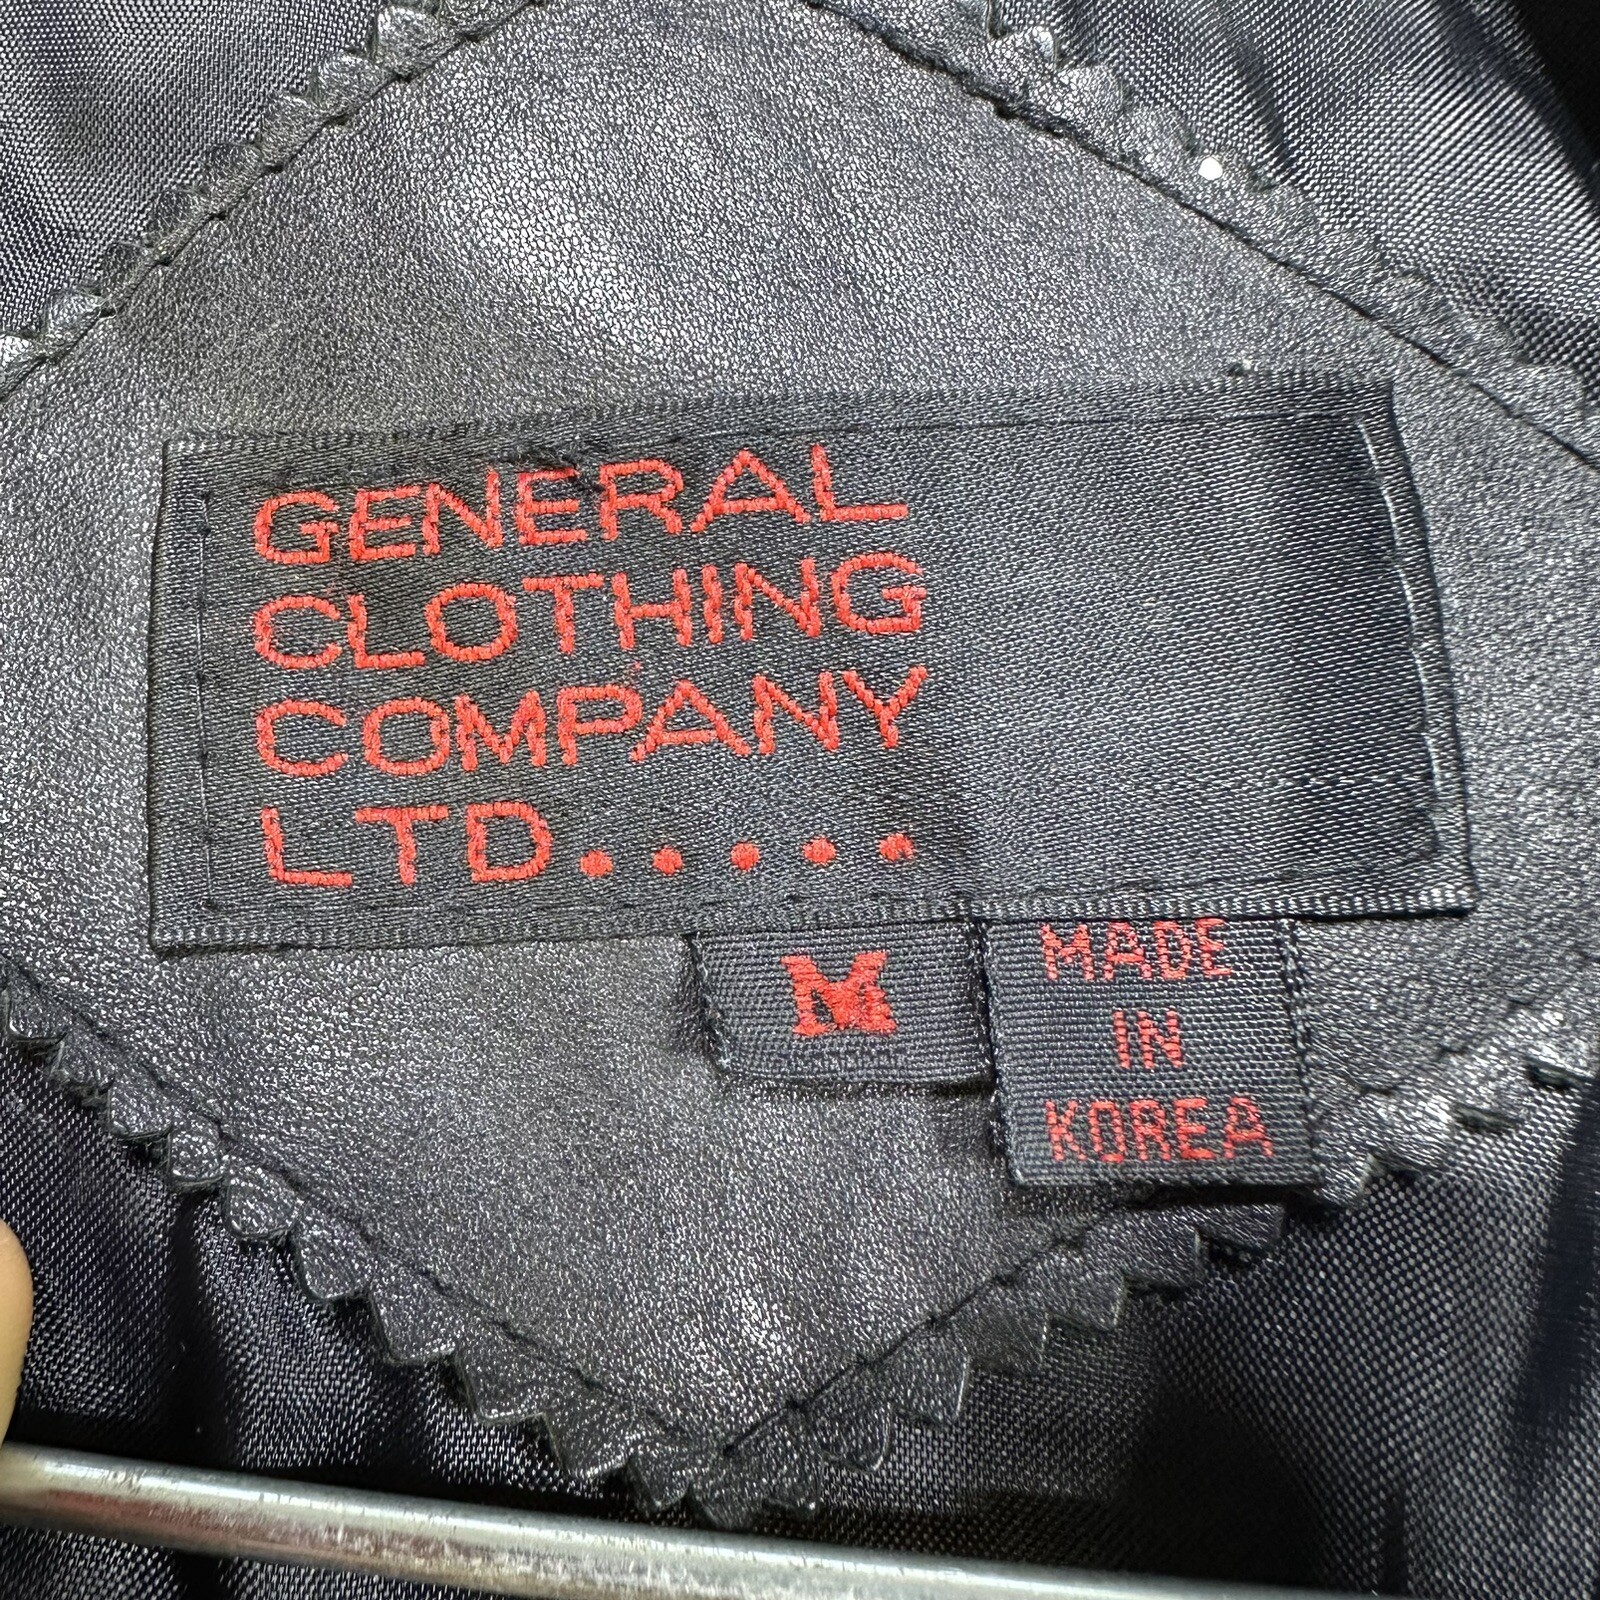 GENERAL
CLOTHING
COMPANY
LTD.....
M
MADE
IN
KOREA